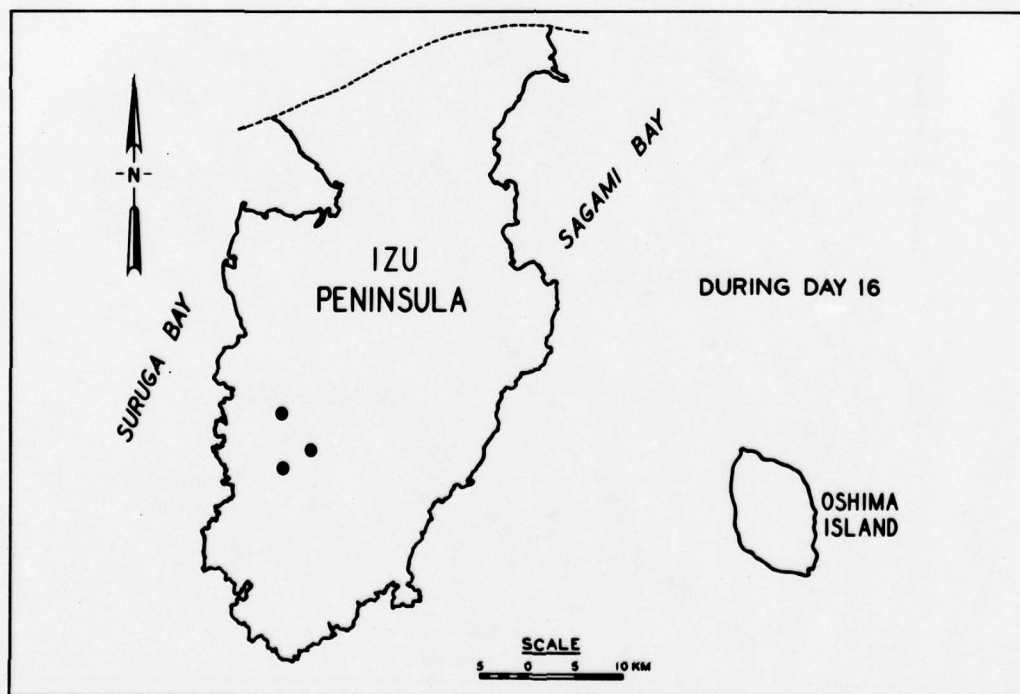 -N-
SAGAMI BAY
IZU
PENINSULA
DURING DAY 16
SURUGA BAY
OSHIMA
ISLAND
SCALE
5 0 5 10 KM